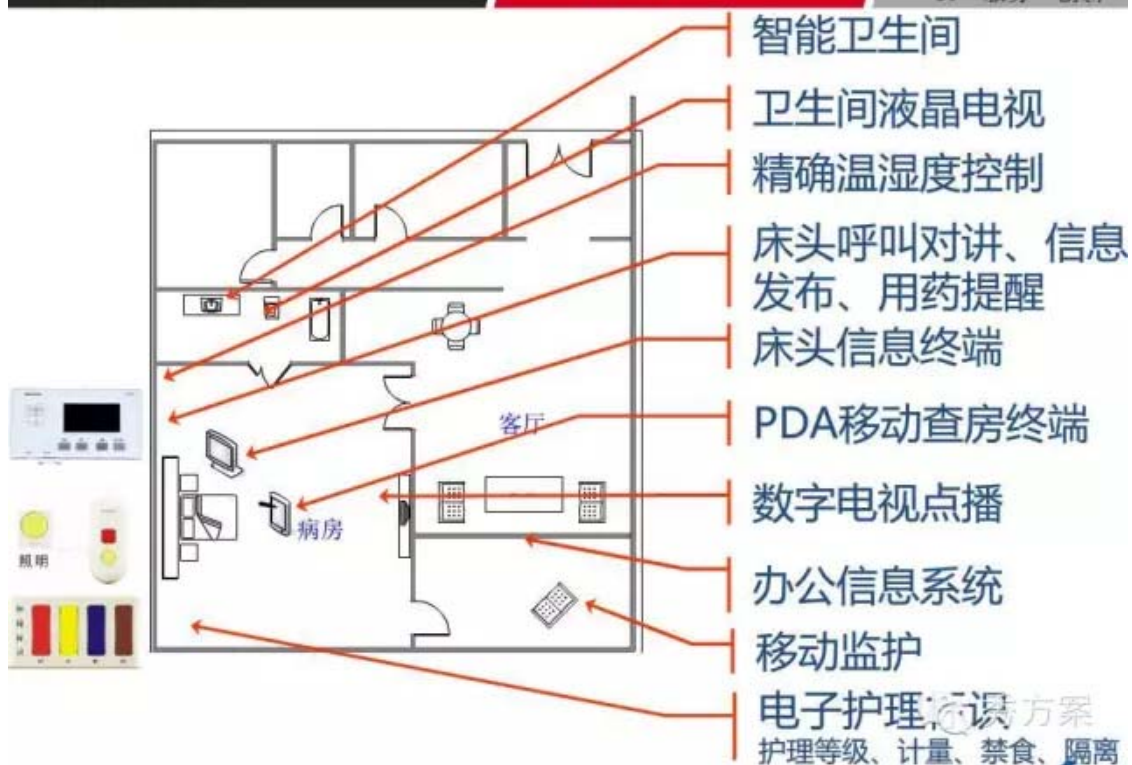 智能卫生间
卫生间液晶电视
精确温湿度控制
床头呼叫对讲、信息
发布、用药提醒
床头信息终端
客厅
PDA移动查房终端
数字电视点播
病房
照明
办公信息系统
移动监护
电子护理
护理等级、计量、禁食、隔离
方案